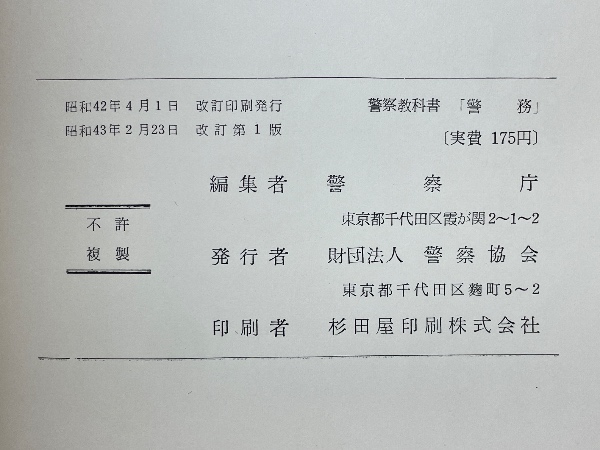 昭和42年4月1日 改訂印刷発行
昭和43年2月23日 改訂第1版
警察教科書 「警務」
〔実費 175円〕
不許
複製
編集者 警察庁
東京都千代田区霞が関2〜1〜2
発行者 財団法人 警察協会
東京都千代田区麹町5〜2
印刷者 杉田屋印刷株式会社